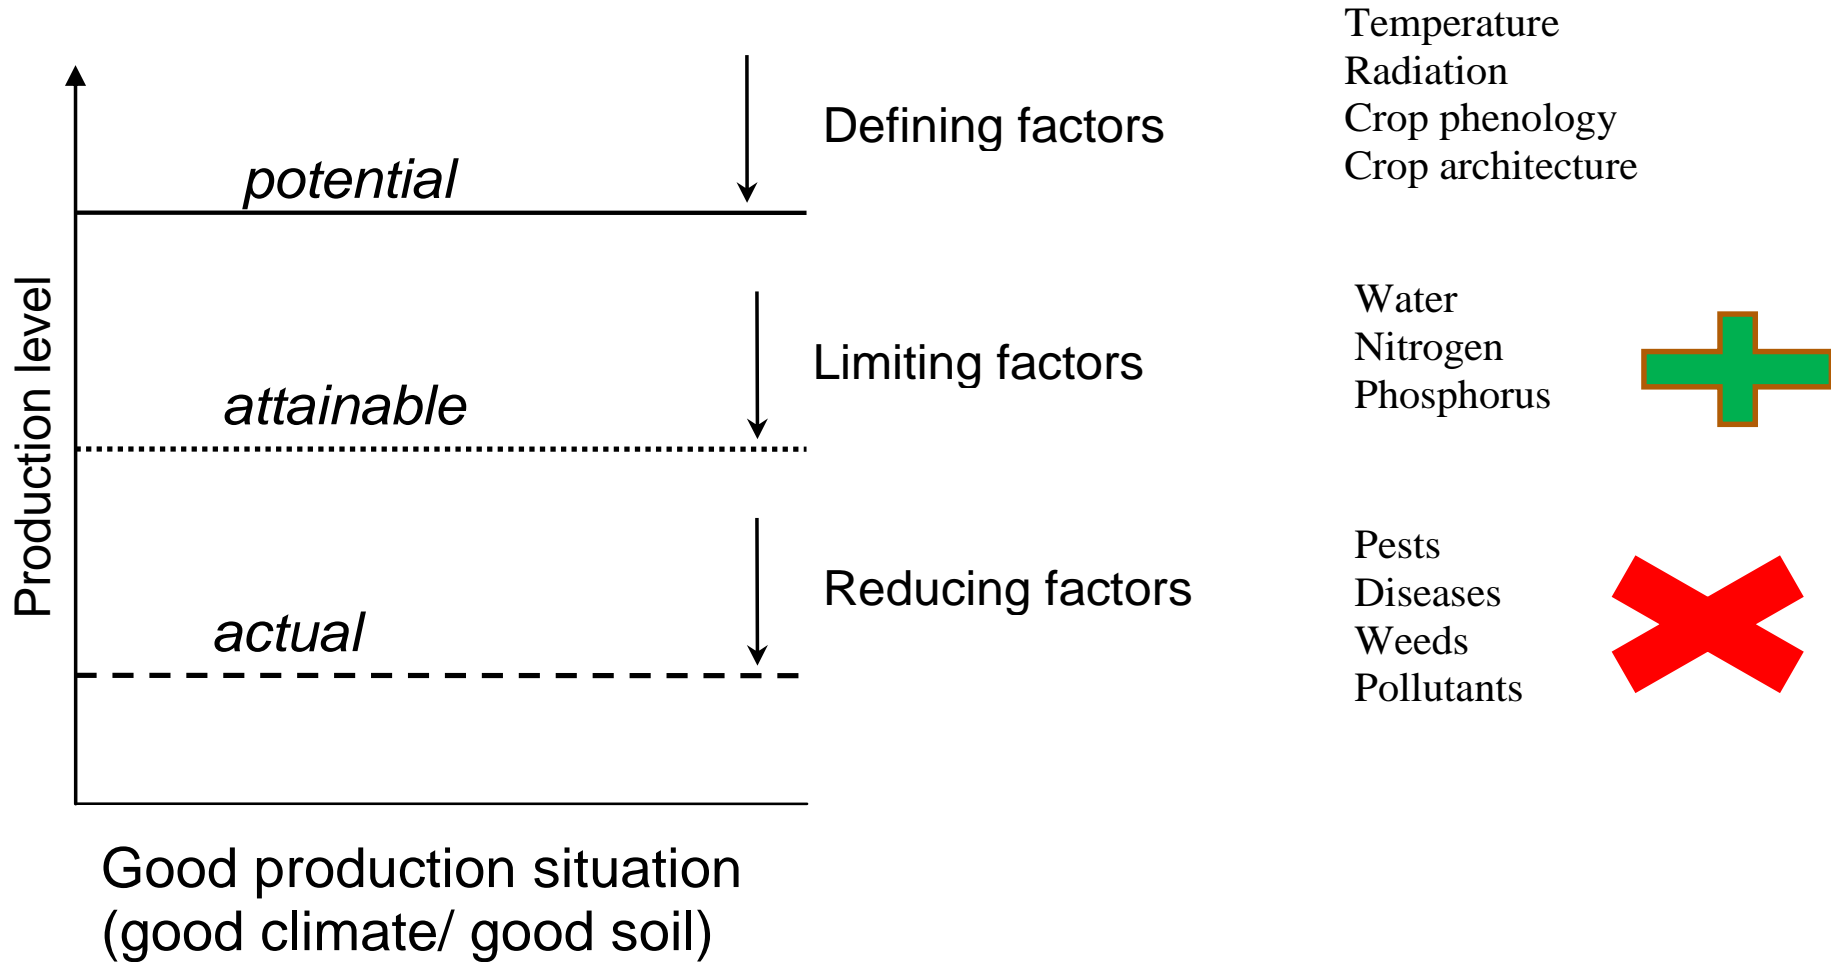 Temperature
Radiation
Crop phenology
Crop architecture
Defining factors
potential
Production level
Water
Nitrogen
Phosphorus
Limiting factors
attainable
Pests
Diseases
Weeds
Pollutants
Reducing factors
actual
Good production situation
(good climate/ good soil)